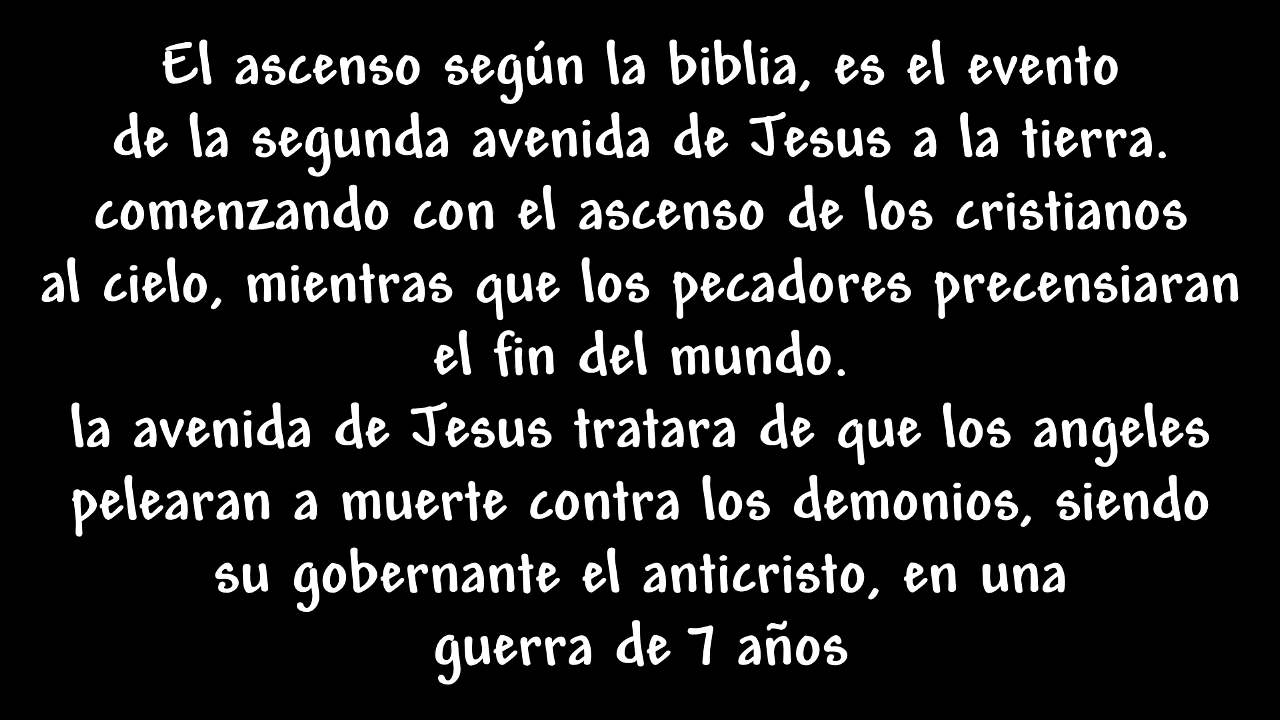 El ascenso según la biblia, es el evento
de la segunda avenida de Jesus a la tierra.
comenzando con el ascenso de los cristianos
al cielo, mientras que los pecadores precensiaran
el fin del mundo.
la avenida de Jesus tratara de que los angeles
pelearan a muerte contra los demonios, siendo
su gobernante el anticristo, en una
guerra de 7 años